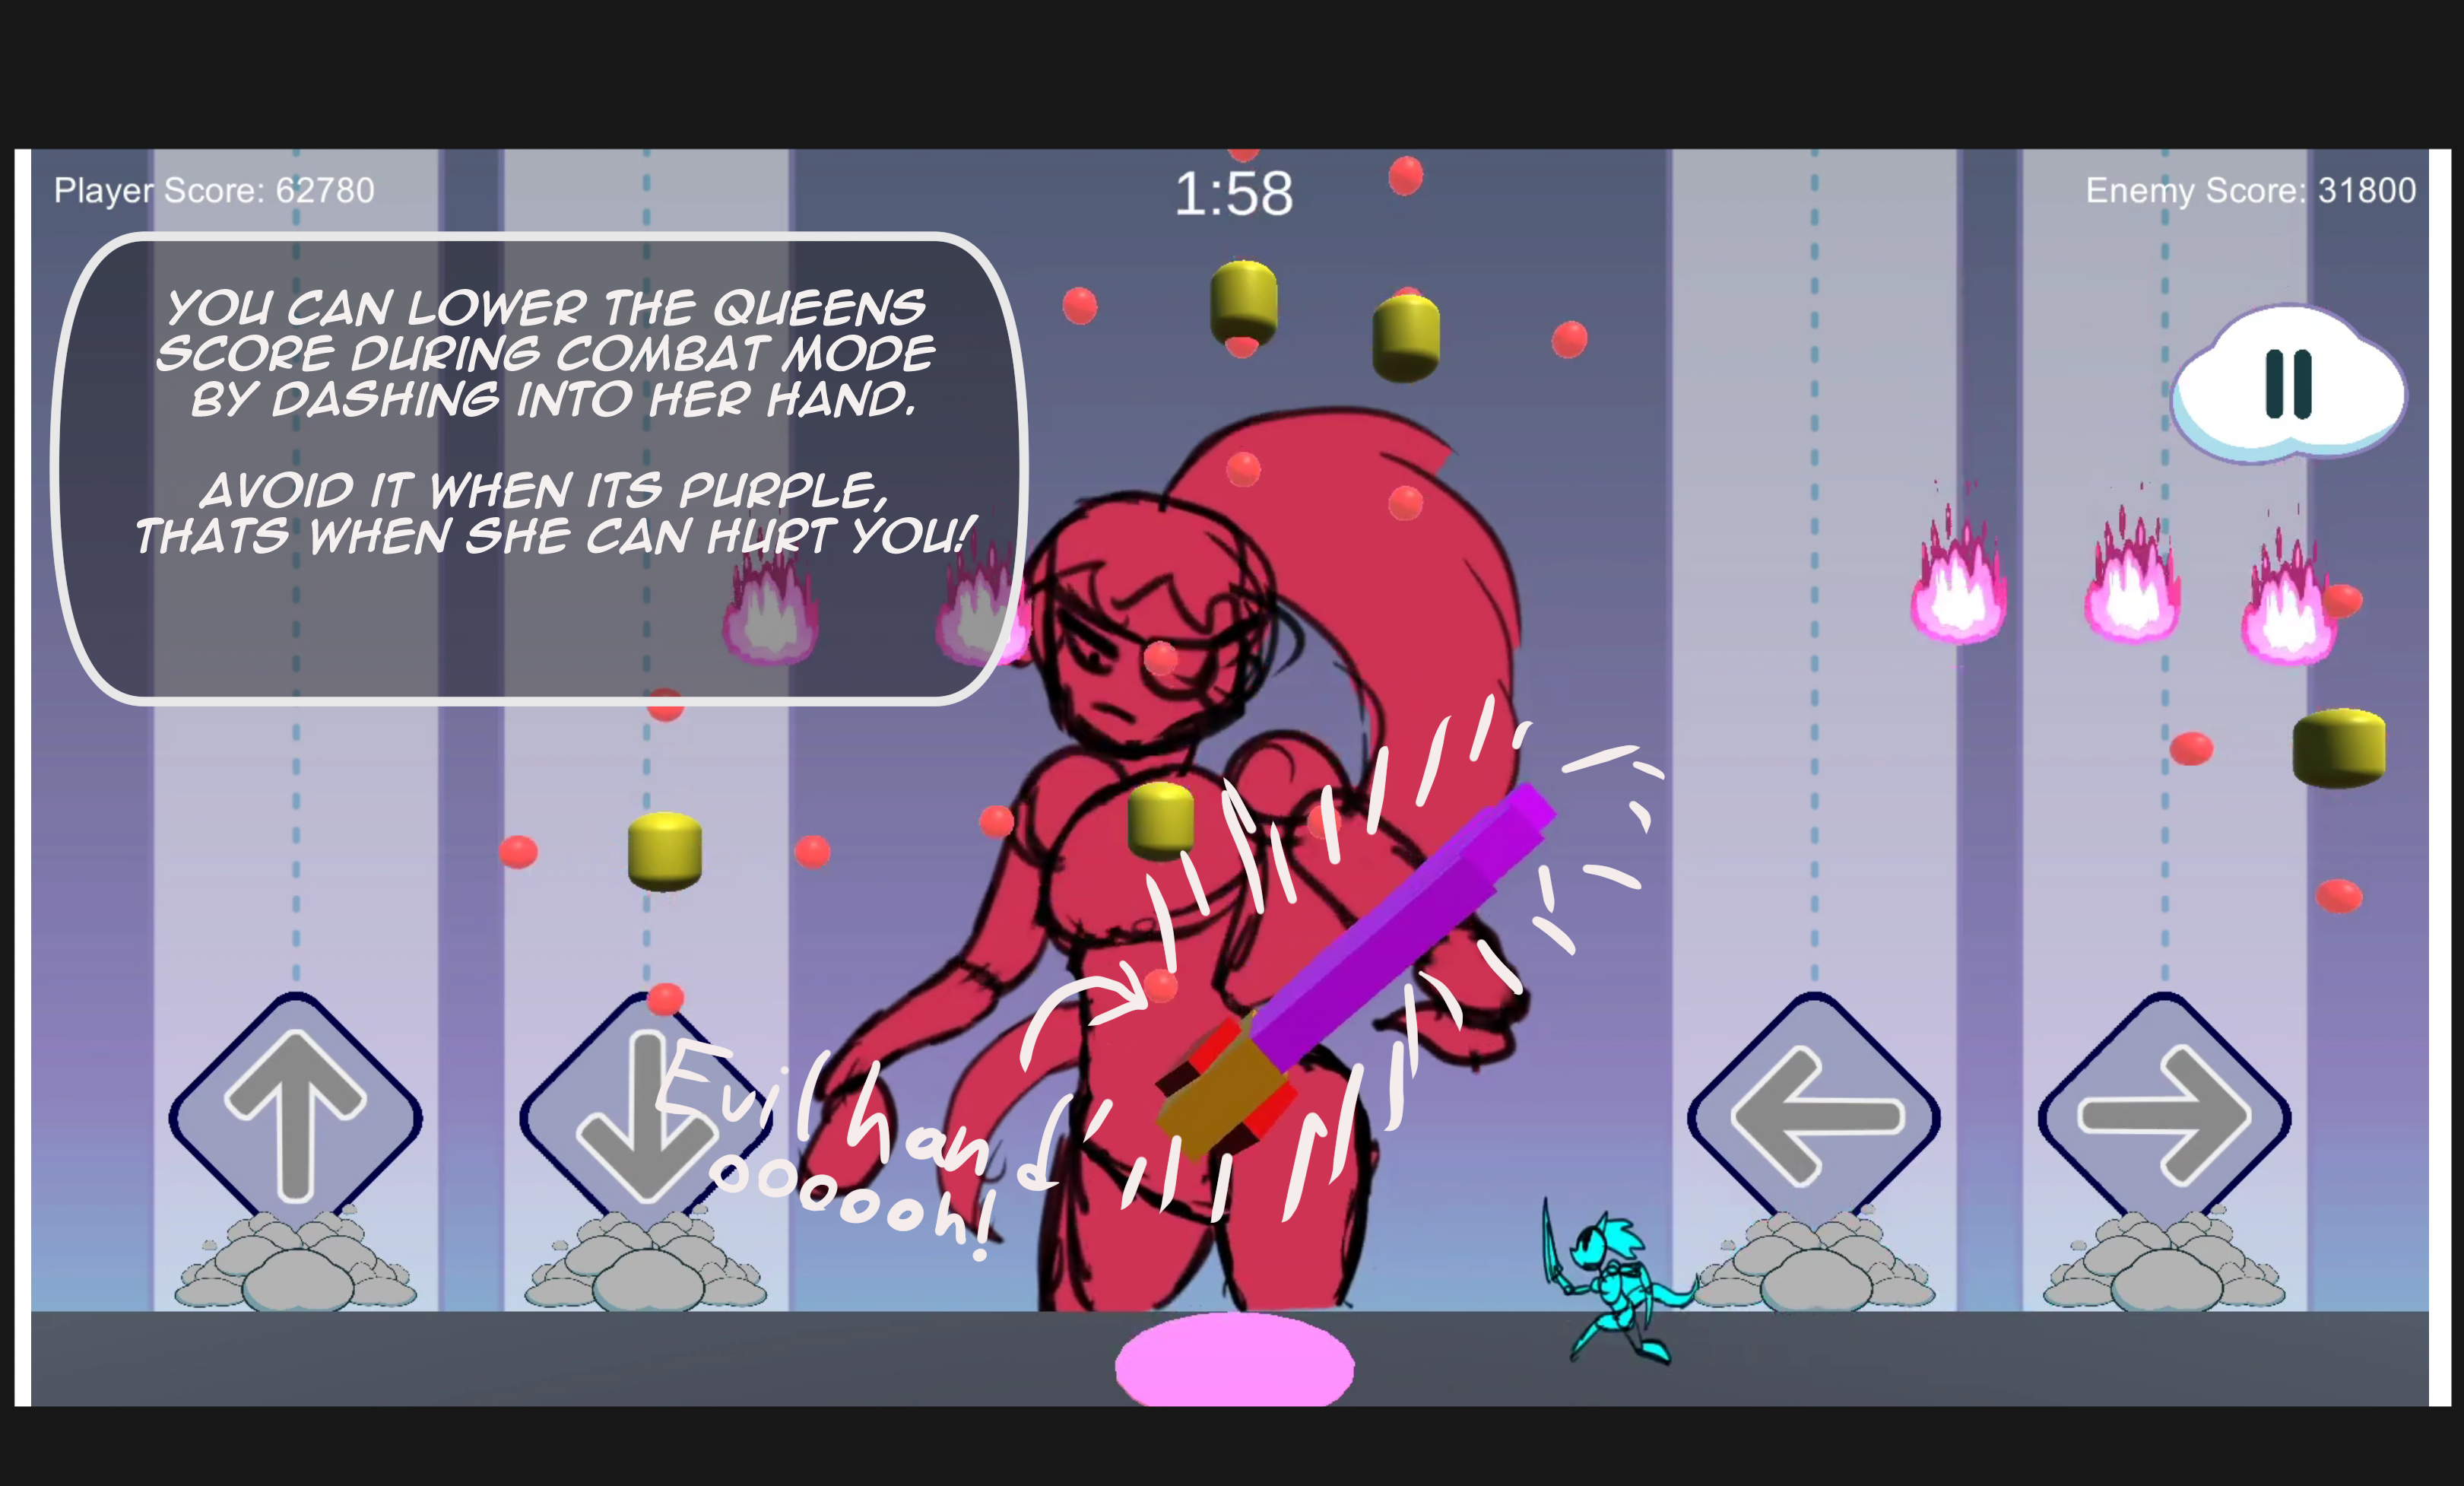 Player Score: 62780
1:58
Enemy Score: 31800
YOU CAN LOWER THE QUEENS
SCORE DURING COMBAT MODE
BY DASHING INTO HER HAND.
AVOID IT WHEN ITS PURPLE,
THATS WHEN SHE CAN HURT YOU!
Evil hand
oooooh!